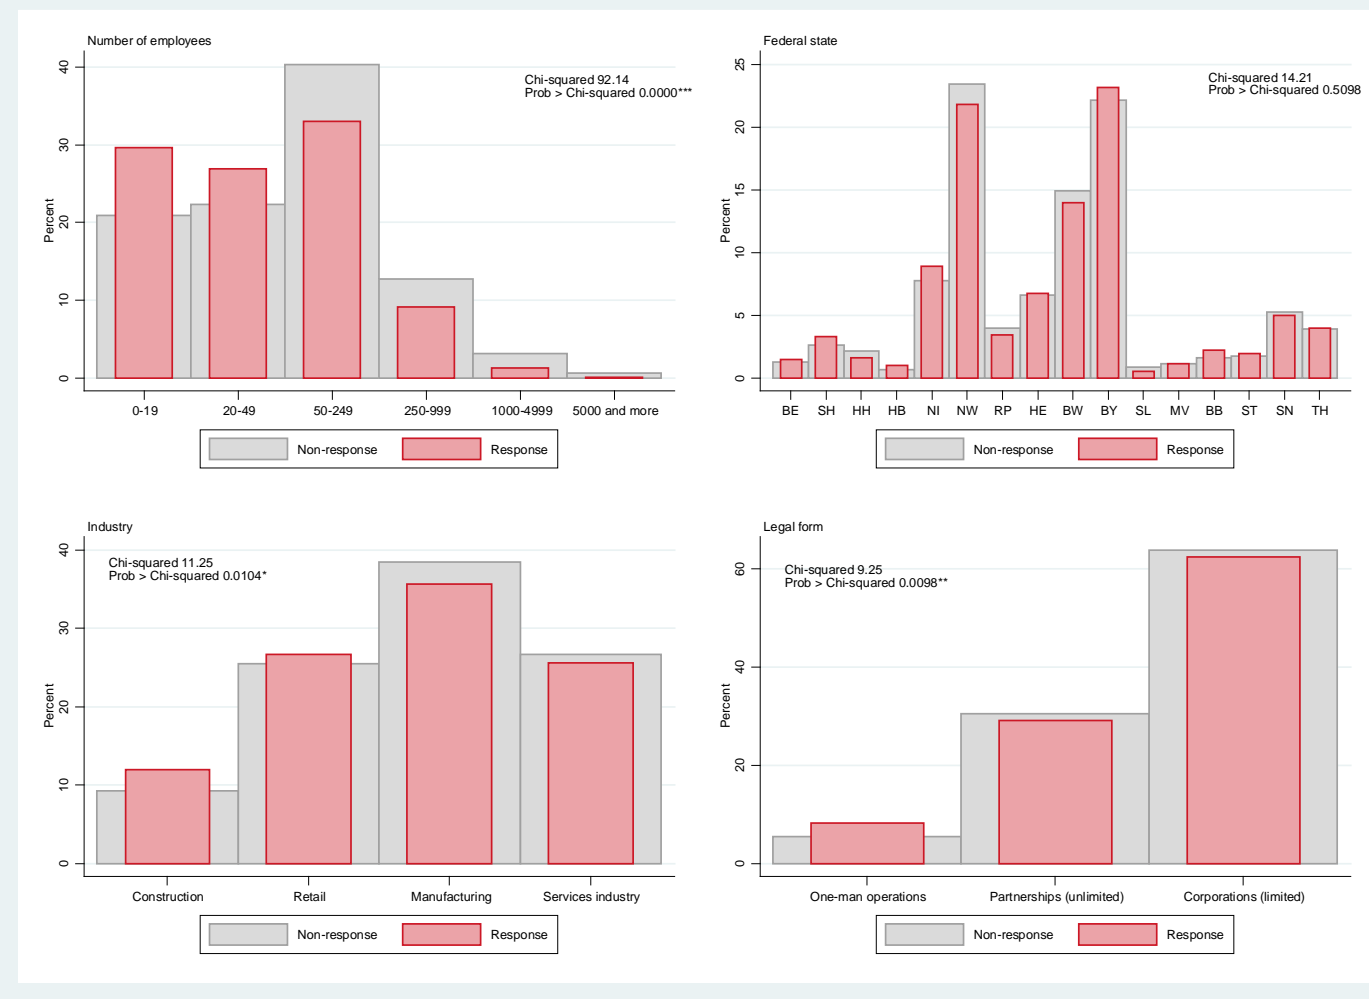 Number of employees
Chi-squared 92.14
Prob > Chi-squared 0.0000***
Percent
40
30
20
10
0
0-19 20-49 50-249 250-999 1000-4999 5000 and more
Non-response Response
Federal state
Chi-squared 14.21
Prob > Chi-squared 0.5098
Percent
25
20
15
10
5
0
BE SH HH HB NI NW RP HE BW BY SL MV BB ST SN TH
Non-response Response
Industry
Chi-squared 11.25
Prob > Chi-squared 0.0104*
Percent
40
30
20
10
0
Construction Retail Manufacturing Services industry
Non-response Response
Legal form
Chi-squared 9.25
Prob > Chi-squared 0.0098**
Percent
60
40
20
0
One-man operations Partnerships (unlimited) Corporations (limited)
Non-response Response